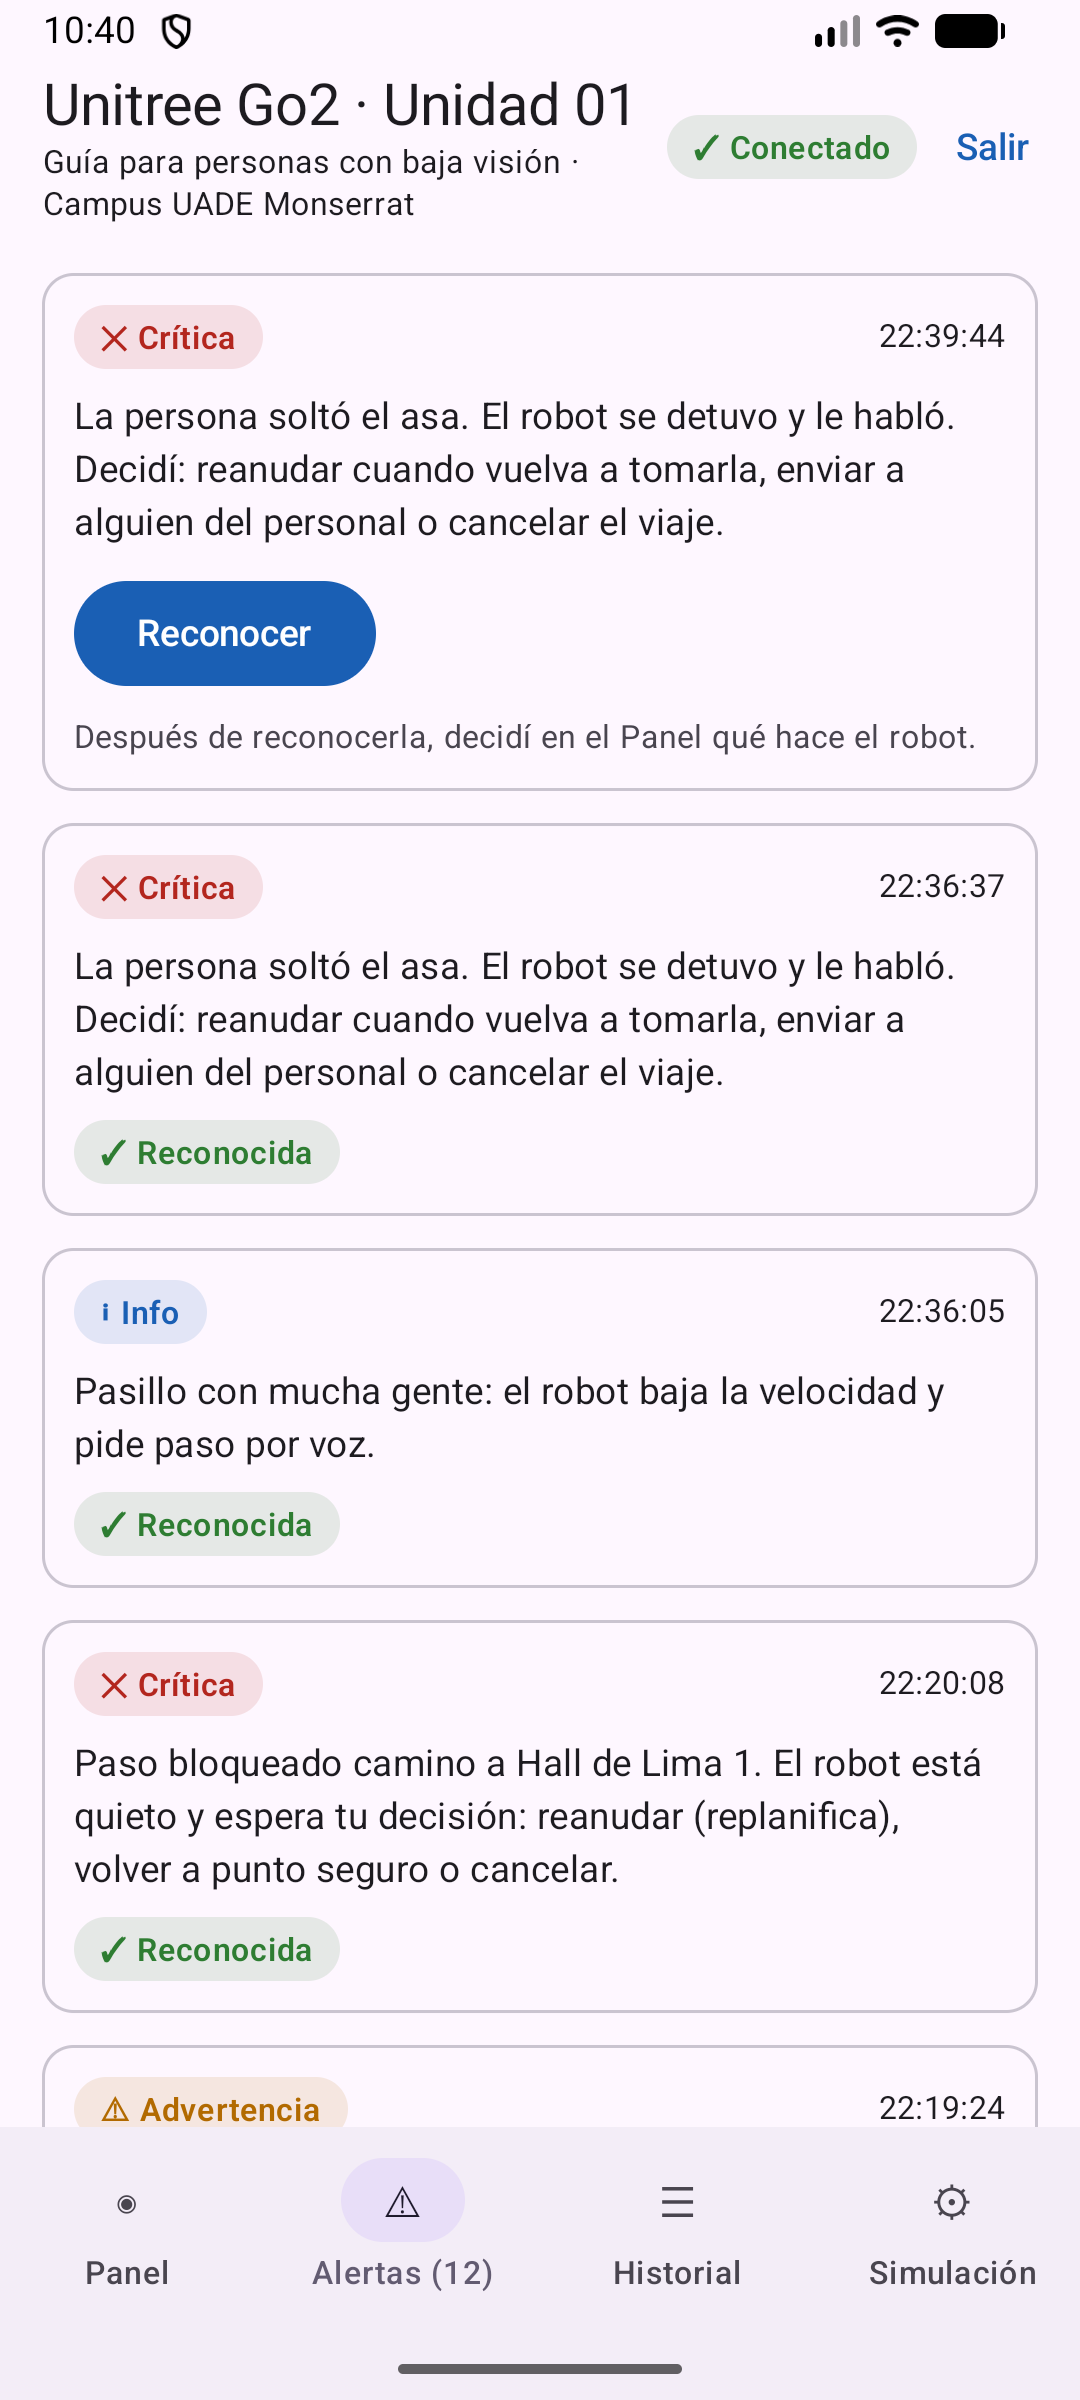 10:40
Unitree Go2 · Unidad 01
Guía para personas con baja visión ·
Campus UADE Monserrat
✓ Conectado
Salir
✕ Crítica
22:39:44
La persona soltó el asa. El robot se detuvo y le habló.
Decidí: reanudar cuando vuelva a tomarla, enviar a
alguien del personal o cancelar el viaje.
Reconocer
Después de reconocerla, decidí en el Panel qué hace el robot.
✕ Crítica
22:36:37
La persona soltó el asa. El robot se detuvo y le habló.
Decidí: reanudar cuando vuelva a tomarla, enviar a
alguien del personal o cancelar el viaje.
✓ Reconocida
i Info
22:36:05
Pasillo con mucha gente: el robot baja la velocidad y
pide paso por voz.
✓ Reconocida
✕ Crítica
22:20:08
Paso bloqueado camino a Hall de Lima 1. El robot está
quieto y espera tu decisión: reanudar (replanifica),
volver a punto seguro o cancelar.
✓ Reconocida
⚠ Advertencia
22:19:24
Panel
Alertas (12)
Historial
Simulación